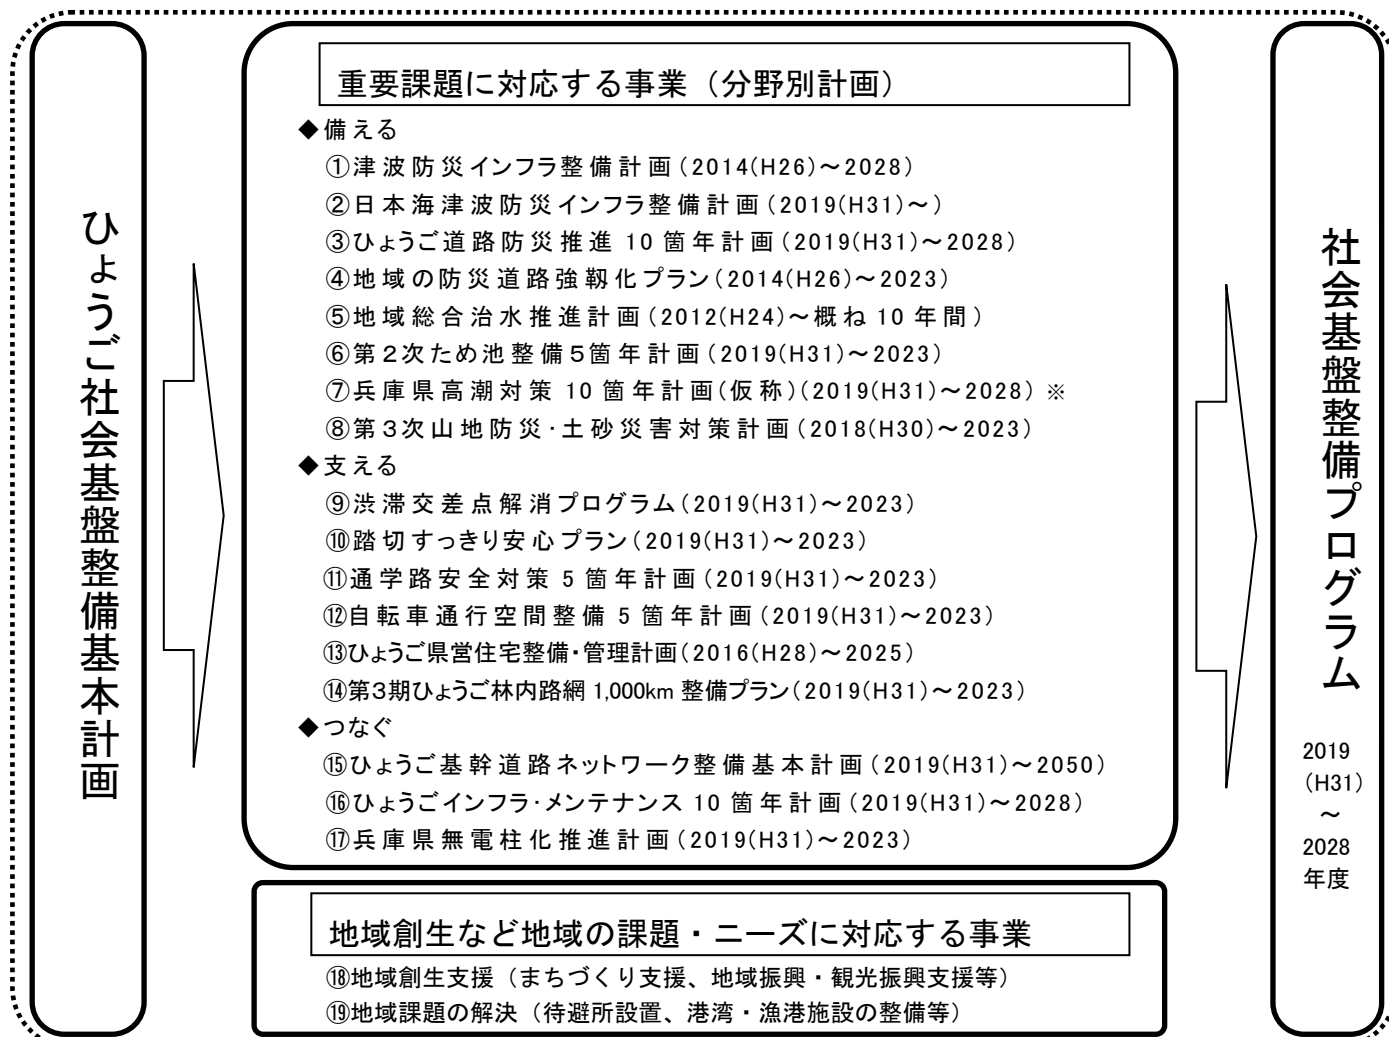 ひょうご社会基盤整備基本計画
重要課題に対応する事業（分野別計画）
◆備える
①津波防災インフラ整備計画(2014(H26)～2028)
②日本海津波防災インフラ整備計画(2019(H31)～)
③ひょうご道路防災推進 10 箇年計画(2019(H31)～2028)
④地域の防災道路強靱化プラン(2014(H26)～2023)
⑤地域総合治水推進計画(2012(H24)～概ね 10 年間)
⑥第２次ため池整備５箇年計画(2019(H31)～2023)
⑦兵庫県高潮対策 10 箇年計画(仮称)(2019(H31)～2028) ※
⑧第３次山地防災･土砂災害対策計画(2018(H30)～2023)
◆支える
⑨渋滞交差点解消プログラム(2019(H31)～2023)
⑩踏切すっきり安心プラン(2019(H31)～2023)
⑪通学路安全対策 5 箇年計画(2019(H31)～2023)
⑫自転車通行空間整備 5 箇年計画(2019(H31)～2023)
⑬ひょうご県営住宅整備・管理計画(2016(H28)～2025)
⑭第３期ひょうご林内路網 1,000km 整備プラン(2019(H31)～2023)
◆つなぐ
⑮ひょうご基幹道路ネットワーク整備基本計画(2019(H31)～2050)
⑯ひょうごインフラ･メンテナンス 10 箇年計画(2019(H31)～2028)
⑰兵庫県無電柱化推進計画(2019(H31)～2023)
地域創生など地域の課題・ニーズに対応する事業
⑱地域創生支援（まちづくり支援、地域振興・観光振興支援等）
⑲地域課題の解決（待避所設置、港湾・漁港施設の整備等）
社会基盤整備プログラム
2019
(H31)
～
2028
年度